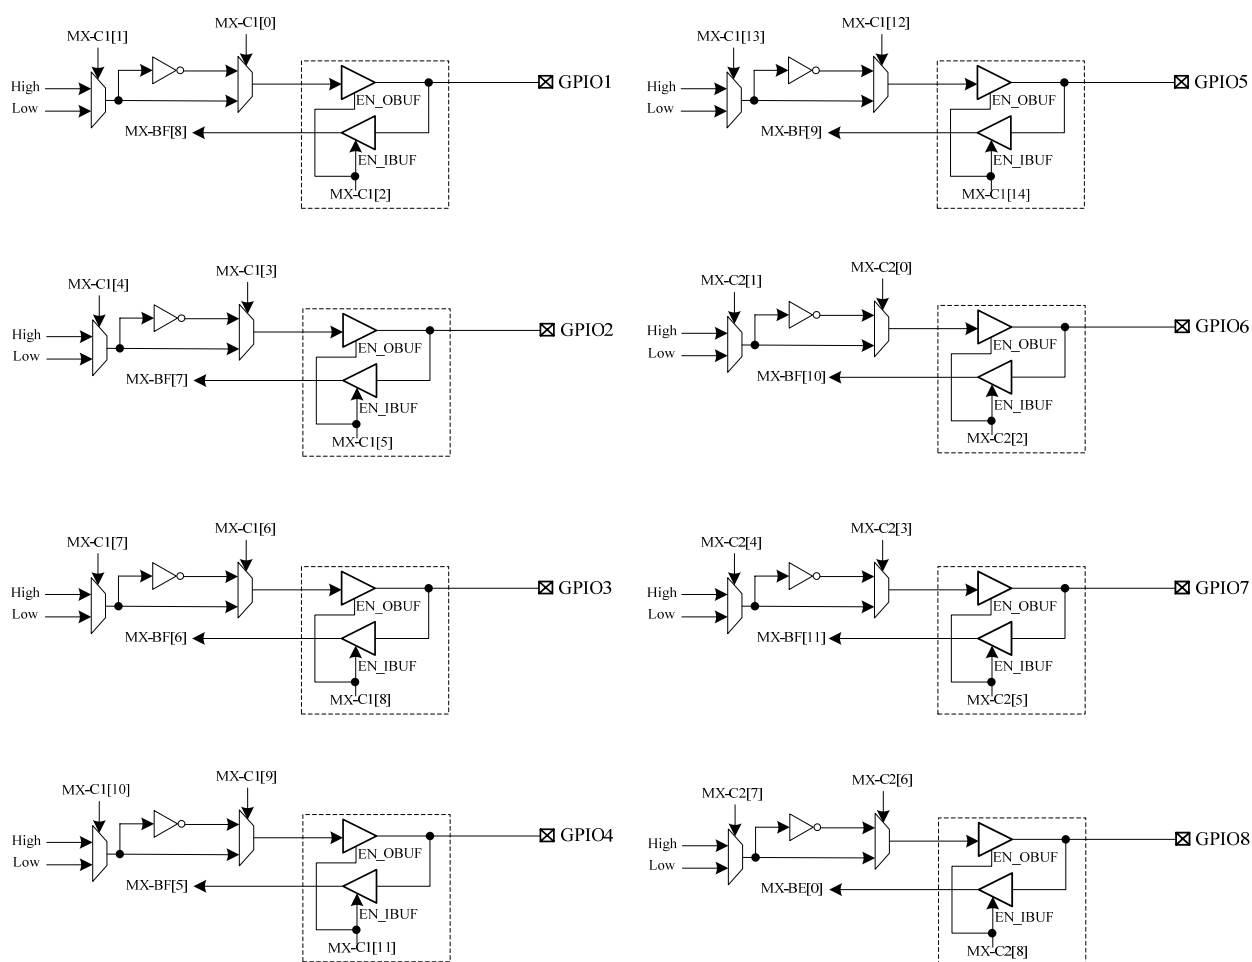 MX-C1[0]
MX-C1[1]
High
Low
GPIO1
EN_OBUF
MX-BF[8]
EN_IBUF
MX-C1[2]
MX-C1[12]
MX-C1[13]
High
Low
GPIO5
EN_OBUF
MX-BF[9]
EN_IBUF
MX-C1[14]
MX-C1[3]
MX-C1[4]
High
Low
GPIO2
EN_OBUF
MX-BF[7]
EN_IBUF
MX-C1[5]
MX-C2[0]
MX-C2[1]
High
Low
GPIO6
EN_OBUF
MX-BF[10]
EN_IBUF
MX-C2[2]
MX-C1[6]
MX-C1[7]
High
Low
GPIO3
EN_OBUF
MX-BF[6]
EN_IBUF
MX-C1[8]
MX-C2[3]
MX-C2[4]
High
Low
GPIO7
EN_OBUF
MX-BF[11]
EN_IBUF
MX-C2[5]
MX-C1[9]
MX-C1[10]
High
Low
GPIO4
EN_OBUF
MX-BF[5]
EN_IBUF
MX-C1[11]
MX-C2[6]
MX-C2[7]
High
Low
GPIO8
EN_OBUF
MX-BE[0]
EN_IBUF
MX-C2[8]